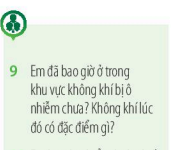 9 Em đã bao giờ ở trong
khu vực không khí bị ô
nhiễm chưa? Không khí lúc
đó có đặc điểm gì?